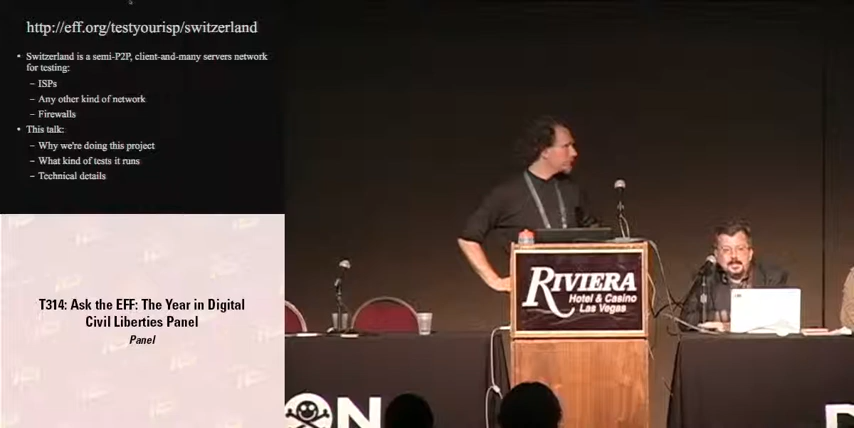 http://eff.org/testyourisp/switzerland
• Switzerland is a semi-P2P, client-and-many servers network
for testing:
– ISPs
– Any other kind of network
– Firewalls
• This talk:
– Why we're doing this project
– What kind of tests it runs
– Technical details
T314: Ask the EFF: The Year in Digital
Civil Liberties Panel
Panel
RIVIERA
Hotel & Casino
Las Vegas
ON
D